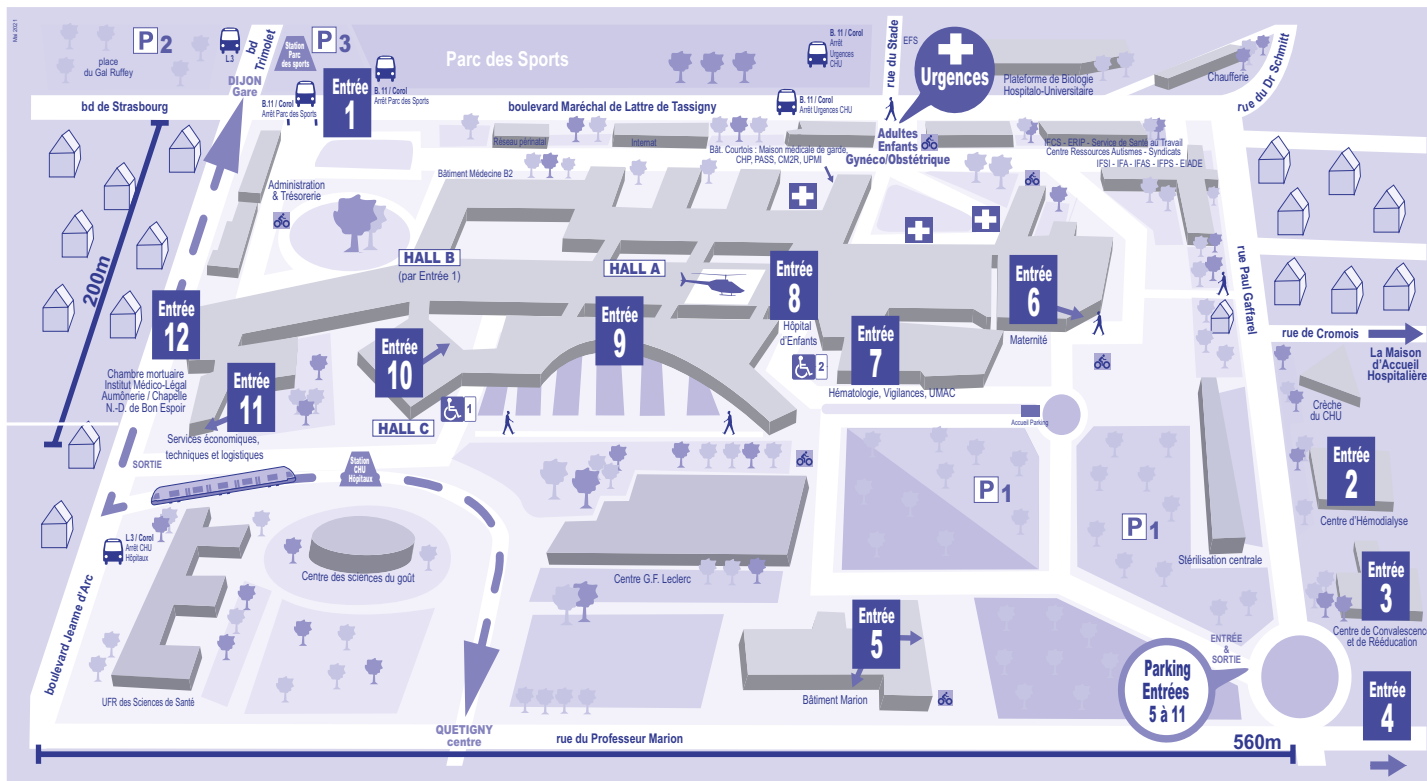 Mai 2021
P 2
place
du Gal Ruffey
L3
bd Trimolet
Station
Parc
des sports
P 3
DIJON
Gare
B.11 / Corol
Arrêt Parc des Sports
B. 11 / Corol
Arrêt Parc des Sports
Entrée
1
Parc des Sports
B. 11 / Corol
Arrêt
Urgences
CHU
rue du Stade
EFS
Urgences
Plateforme de Biologie
Hospitalo-Universitaire
Chaufferie
rue du Dr Schmitt
bd de Strasbourg
boulevard Maréchal de Lattre de Tassigny
B. 11 / Corol
Arrêt Urgences CHU
Adultes
Enfants
Gynéco/Obstétrique
Réseau périnatal
Internat
Bât. Courtois : Maison médicale de garde,
CHP, PASS, CM2R, UPMI
IFCS - ERIP - Service de Santé au Travail
Centre Ressources Autismes - Syndicats
IFSI - IFA - IFAS - IFPS - EIADE
Bâtiment Médecine B2
Administration
& Trésorerie
200m
HALL B
(par Entrée 1)
HALL A
Entrée
8
Hôpital
d'Enfants
Entrée
6
Maternité
rue Paul Gaffarel
rue de Cromois
La Maison
d'Accueil
Hospitalière
Entrée
12
Chambre mortuaire
Institut Médico-Légal
Aumônerie / Chapelle
N.-D. de Bon Espoir
Entrée
11
Services économiques,
techniques et logistiques
Entrée
10
HALL C
1
Entrée
9
2
Entrée
7
Hématologie, Vigilances, UMAC
Accueil Parking
Crèche
du CHU
SORTIE
Station
CHU
Hôpitaux
P 1
P 1
Entrée
2
Centre d'Hémodialyse
L.3 / Corol
Arrêt CHU
Hôpitaux
Centre des sciences du goût
Centre G.F. Leclerc
Stérilisation centrale
Entrée
3
Centre de Convalescence
et de Rééducation
boulevard Jeanne d'Arc
UFR des Sciences de Santé
Entrée
5
Bâtiment Marion
ENTRÉE
&
SORTIE
Parking
Entrées
5 à 11
Entrée
4
QUETIGNY
centre
rue du Professeur Marion
560m